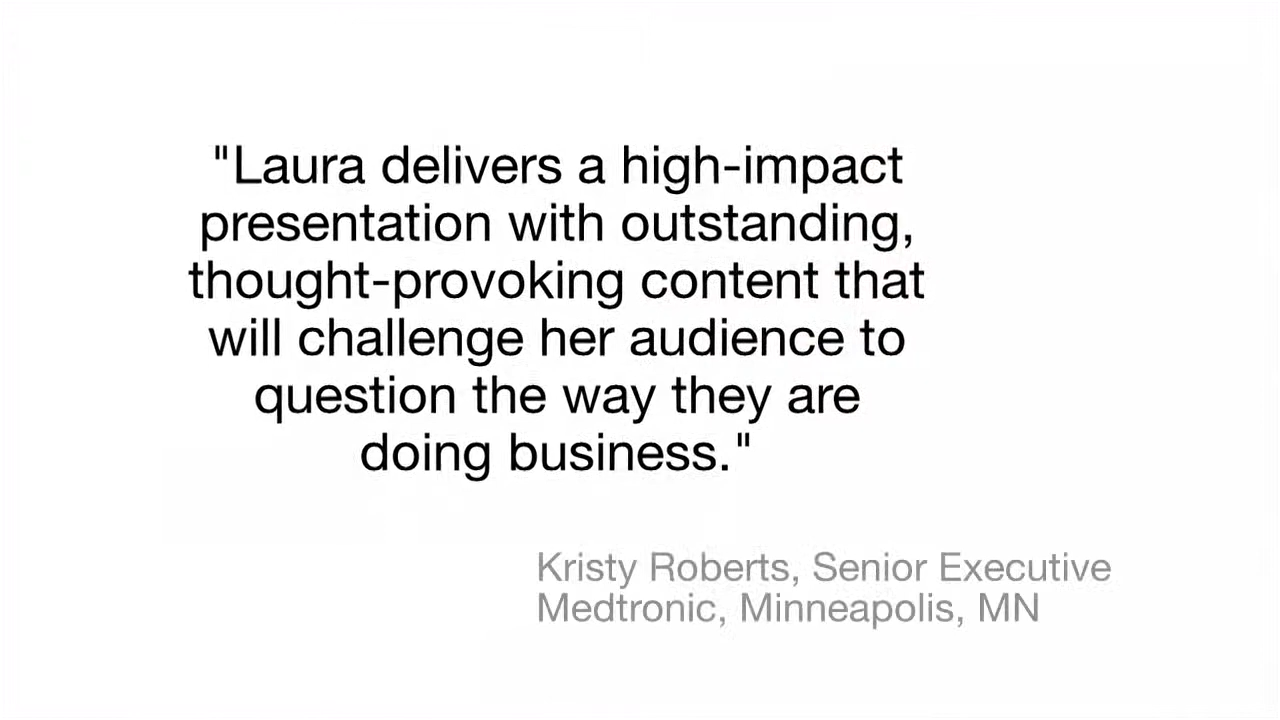 "Laura delivers a high-impact
presentation with outstanding,
thought-provoking content that
will challenge her audience to
question the way they are
doing business."
Kristy Roberts, Senior Executive
Medtronic, Minneapolis, MN